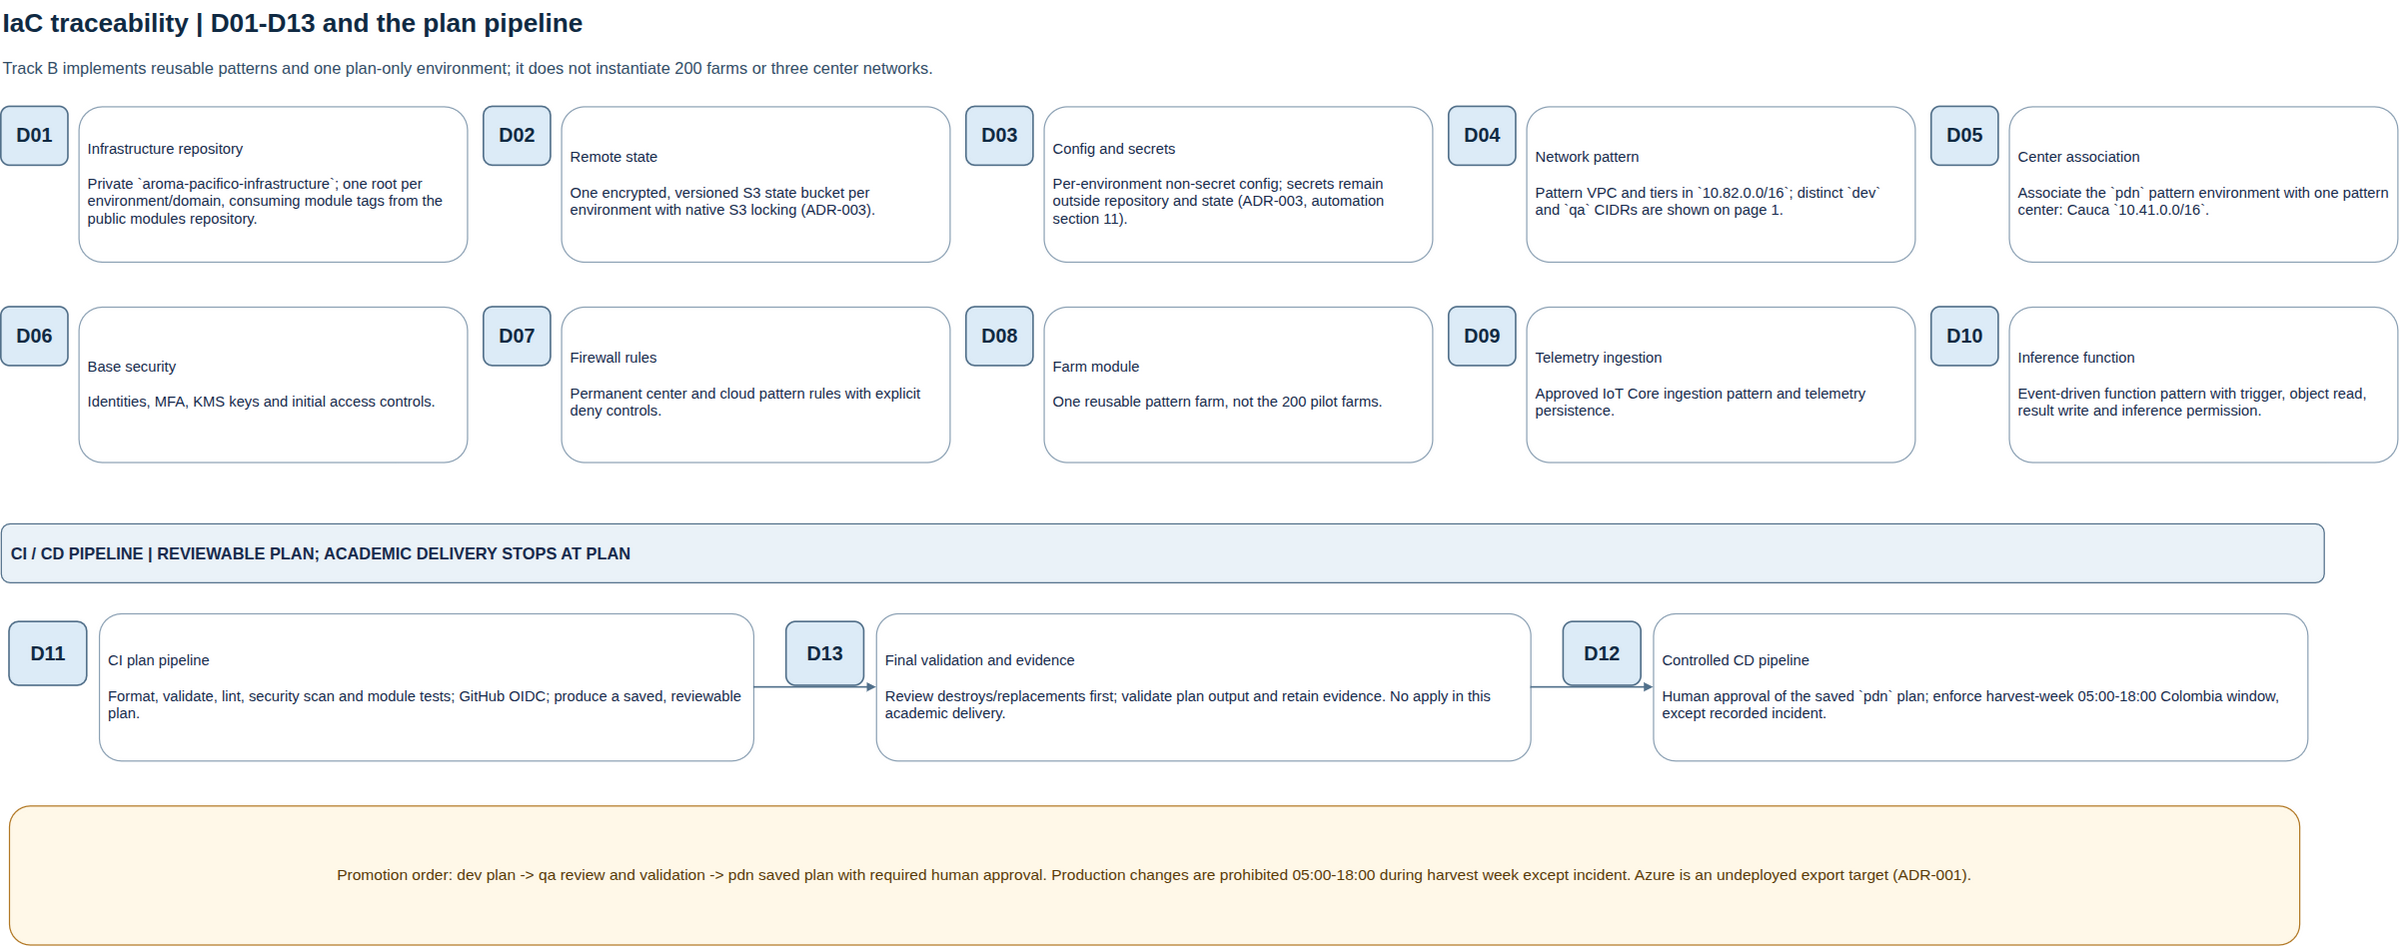 IaC traceability | D01-D13 and the plan pipeline
Track B implements reusable patterns and one plan-only environment; it does not instantiate 200 farms or three center networks.
D01
Infrastructure repository
Private `aroma-pacifico-infrastructure`; one root per
environment/domain, consuming module tags from the
public modules repository.
D02
Remote state
One encrypted, versioned S3 state bucket per
environment with native S3 locking (ADR-003).
D03
Config and secrets
Per-environment non-secret config; secrets remain
outside repository and state (ADR-003, automation
section 11).
D04
Network pattern
Pattern VPC and tiers in `10.82.0.0/16`; distinct `dev`
and `qa` CIDRs are shown on page 1.
D05
Center association
Associate the `pdn` pattern environment with one pattern
center: Cauca `10.41.0.0/16`.
D06
Base security
Identities, MFA, KMS keys and initial access controls.
D07
Firewall rules
Permanent center and cloud pattern rules with explicit
deny controls.
D08
Farm module
One reusable pattern farm, not the 200 pilot farms.
D09
Telemetry ingestion
Approved IoT Core ingestion pattern and telemetry
persistence.
D10
Inference function
Event-driven function pattern with trigger, object read,
result write and inference permission.
CI / CD PIPELINE | REVIEWABLE PLAN; ACADEMIC DELIVERY STOPS AT PLAN
D11
CI plan pipeline
Format, validate, lint, security scan and module tests; GitHub OIDC; produce a saved, reviewable
plan.
D13
Final validation and evidence
Review destroys/replacements first; validate plan output and retain evidence. No apply in this
academic delivery.
D12
Controlled CD pipeline
Human approval of the saved `pdn` plan; enforce harvest-week 05:00-18:00 Colombia window,
except recorded incident.
Promotion order: dev plan -> qa review and validation -> pdn saved plan with required human approval. Production changes are prohibited 05:00-18:00 during harvest week except incident. Azure is an undeployed export target (ADR-001).